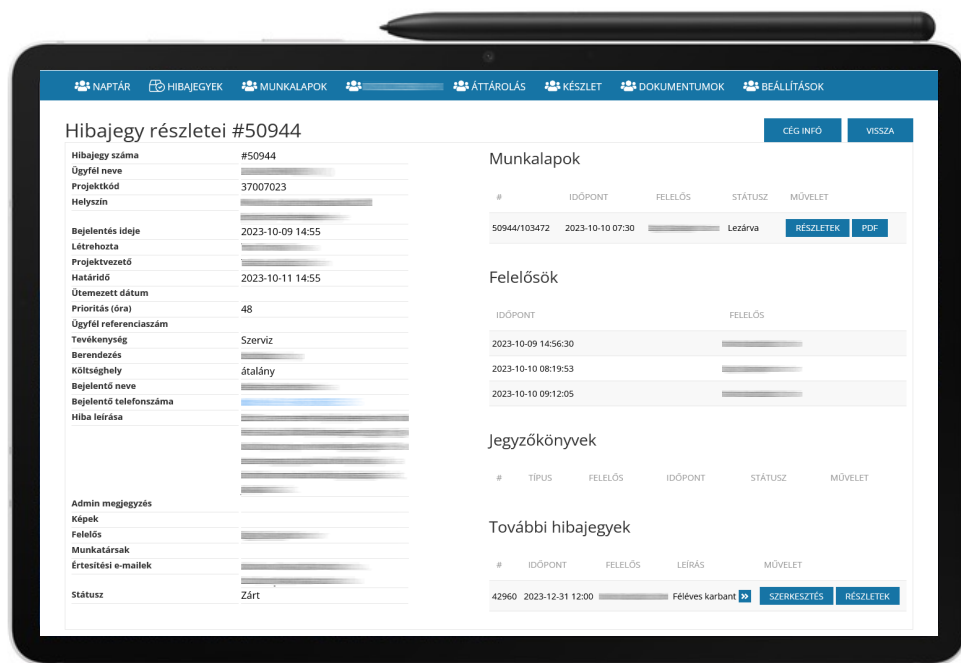 NAPTÁR HIBAJEGYEK MUNKALAPOK ÁTTÁROLÁS KÉSZLET DOKUMENTUMOK BEÁLLÍTÁSOK
Hibajegy részletei #50944
CÉG INFÓ VISSZA
Hibajegy száma #50944
Ügyfél neve
Projektkód 37007023
Helyszín
Bejelentés ideje 2023-10-09 14:55
Létrehozta
Projektvezető
Határidő 2023-10-11 14:55
Ütemezett dátum
Prioritás (óra) 48
Ügyfél referenciaszám
Tevékenység Szerviz
Berendezés
Költséghely átalány
Bejelentő neve
Bejelentő telefonszáma
Hiba leírása
Admin megjegyzés
Képek
Felelős
Munkatársak
Értesítési e-mailek
Státusz Zárt
Munkalapok
# IDŐPONT FELELŐS STÁTUSZ MŰVELET
50944/103472 2023-10-10 07:30 Lezárva RÉSZLETEK PDF
Felelősök
IDŐPONT FELELŐS
2023-10-09 14:56:30
2023-10-10 08:19:53
2023-10-10 09:12:05
Jegyzőkönyvek
# TÍPUS FELELŐS IDŐPONT STÁTUSZ MŰVELET
További hibajegyek
# IDŐPONT FELELŐS LEÍRÁS MŰVELET
42960 2023-12-31 12:00 Féléves karbant » SZERKESZTÉS RÉSZLETEK